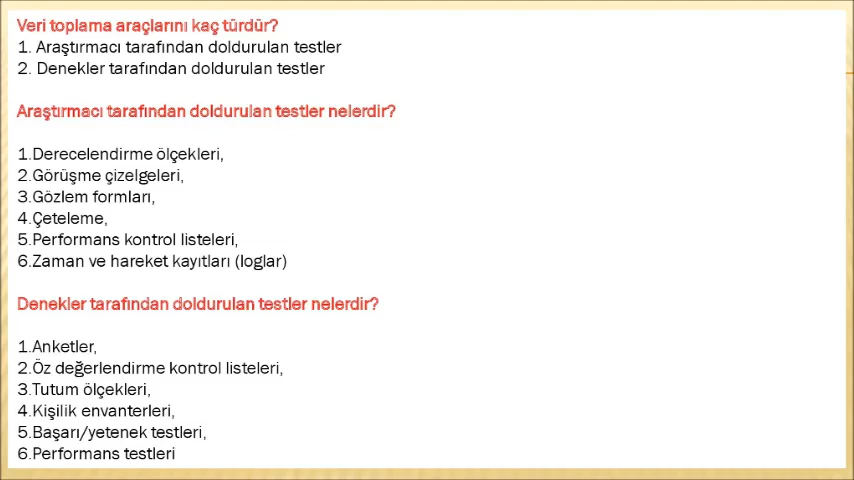 Veri toplama araçlarını kaç türdür?
1. Araştırmacı tarafından doldurulan testler
2. Denekler tarafından doldurulan testler
Araştırmacı tarafından doldurulan testler nelerdir?
1.Derecelendirme ölçekleri,
2.Görüşme çizelgeleri,
3.Gözlem formları,
4.Çeteleme,
5.Performans kontrol listeleri,
6.Zaman ve hareket kayıtları (loglar)
Denekler tarafından doldurulan testler nelerdir?
1.Anketler,
2.Öz değerlendirme kontrol listeleri,
3.Tutum ölçekleri,
4.Kişilik envanterleri,
5.Başarı/yetenek testleri,
6.Performans testleri